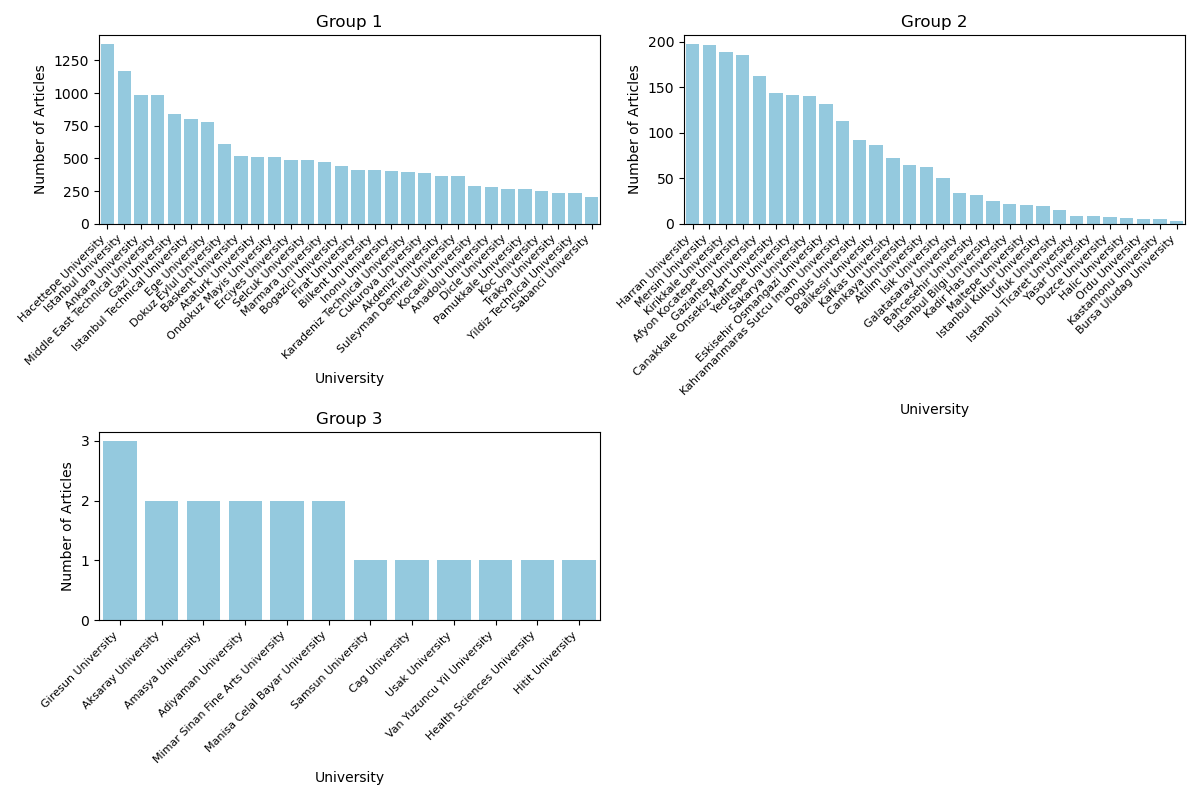 Group 1
Number of Articles
1250
1000
750
500
250
0
Hacettepe University
Istanbul University
Ankara University
Middle East Technical University
Gazi University
Istanbul Technical University
Ege University
Dokuz Eylul University
Baskent University
Ataturk University
Ondokuz Mayis University
Erciyes University
Selcuk University
Marmara University
Bogazici University
Firat University
Bilkent University
Inonu University
Karadeniz Technical University
Cukurova University
Akdeniz University
Suleyman Demirel University
Kocaeli University
Anadolu University
Dicle University
Pamukkale University
Koc University
Trakya University
Yildiz Technical University
Sabanci University
University
Group 2
Number of Articles
200
150
100
50
0
Harran University
Mersin University
Kirikkale University
Afyon Kocatepe University
Gaziantep University
Canakkale Onsekiz Mart University
Yeditepe University
Sakarya University
Eskisehir Osmangazi University
Kahramanmaras Sutcu Imam University
Dogus University
Balikesir University
Kafkas University
Cankaya University
Atilim University
Isik University
Galatasaray University
Bahcesehir University
Istanbul Bilgi University
Kadir Has University
Maltepe University
Istanbul Kultur University
Ufuk University
Istanbul Ticaret University
Yasar University
Duzce University
Halic University
Ordu University
Kastamonu University
Bursa Uludag University
University
Group 3
Number of Articles
3
2
1
0
Giresun University
Aksaray University
Amasya University
Adiyaman University
Mimar Sinan Fine Arts University
Manisa Celal Bayar University
Samsun University
Cag University
Usak University
Van Yuzuncu Yil University
Health Sciences University
Hitit University
University